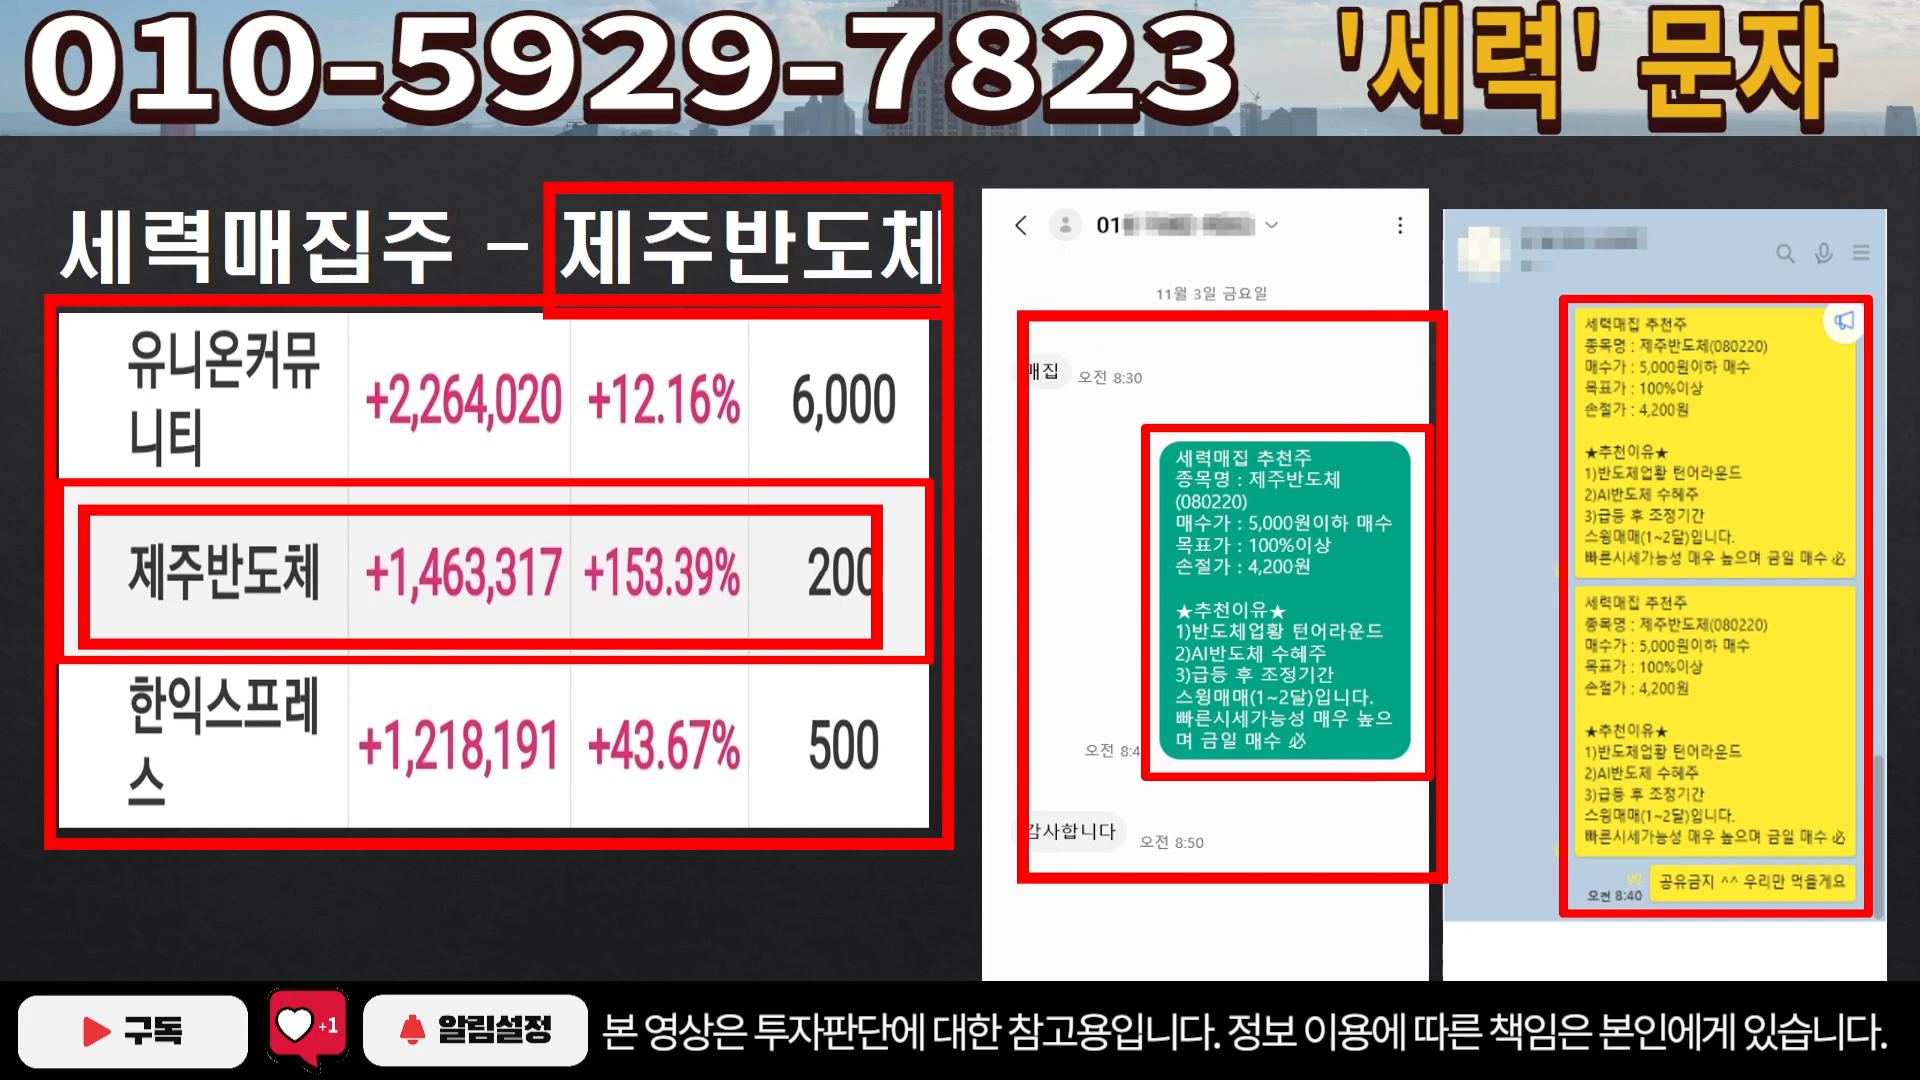 010-5929-7823 '세력' 문자
세력매집주 – 제주반도체
유니온커뮤
니티
+2,264,020
+12.16%
6,000
제주반도체
+1,463,317
+153.39%
200
한익스프레
스
+1,218,191
+43.67%
500
01
11월 3일 금요일
매집
오전 8:30
세력매집 추천주
종목명 : 제주반도체
(080220)
매수가 : 5,000원이하 매수
목표가 : 100%이상
손절가 : 4,200원
★추천이유★
1)반도체업황 턴어라운드
2)AI반도체 수혜주
3)급등 후 조정기간
스윙매매(1~2달)입니다.
빠른시세가능성 매우 높으
며 금일 매수 必
오전 8:4
감사합니다
오전 8:50
세력매집 추천주
종목명 : 제주반도체(080220)
매수가 : 5,000원이하 매수
목표가 : 100%이상
손절가 : 4,200원
★추천이유★
1)반도체업황 턴어라운드
2)AI반도체 수혜주
3)급등 후 조정기간
스윙매매(1~2달)입니다.
빠른시세가능성 매우 높으며 금일 매수 必
세력매집 추천주
종목명 : 제주반도체(080220)
매수가 : 5,000원이하 매수
목표가 : 100%이상
손절가 : 4,200원
★추천이유★
1)반도체업황 턴어라운드
2)AI반도체 수혜주
3)급등 후 조정기간
스윙매매(1~2달)입니다.
빠른시세가능성 매우 높으며 금일 매수 必
오전 8:40
공유금지 ^^ 우리만 먹을게요
구독
+1
알림설정
본 영상은 투자판단에 대한 참고용입니다. 정보 이용에 따른 책임은 본인에게 있습니다.